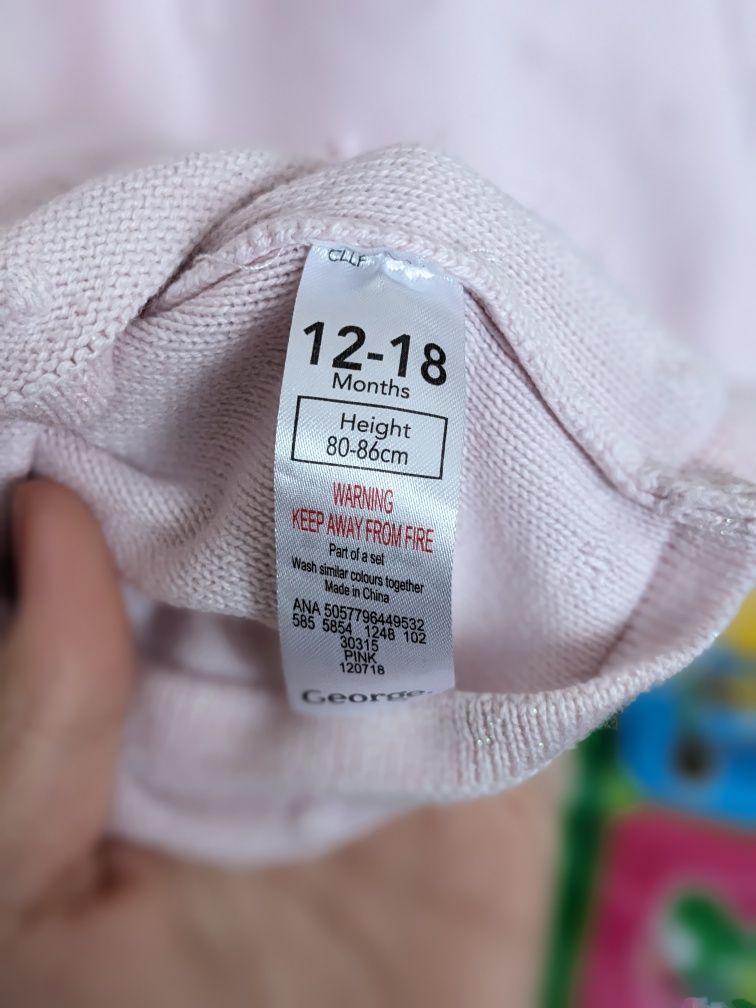 12-18
Months
Height
80-86cm
WARNING
KEEP AWAY FROM FIRE
Part of a set
Wash similar colours together
Made in China
ANA 5057796449532
585 5854 1248 102
30315
PINK
120718
George.